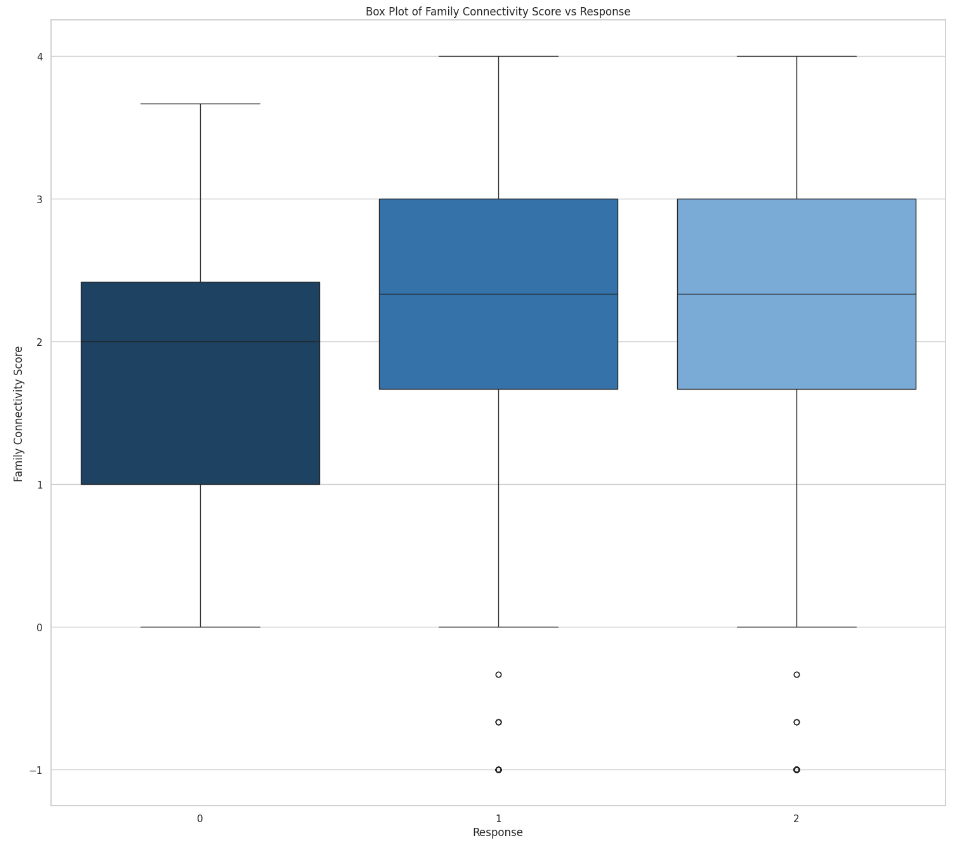 Box Plot of Family Connectivity Score vs Response
4
3
2
1
0
−1
Family Connectivity Score
0 1 2
Response